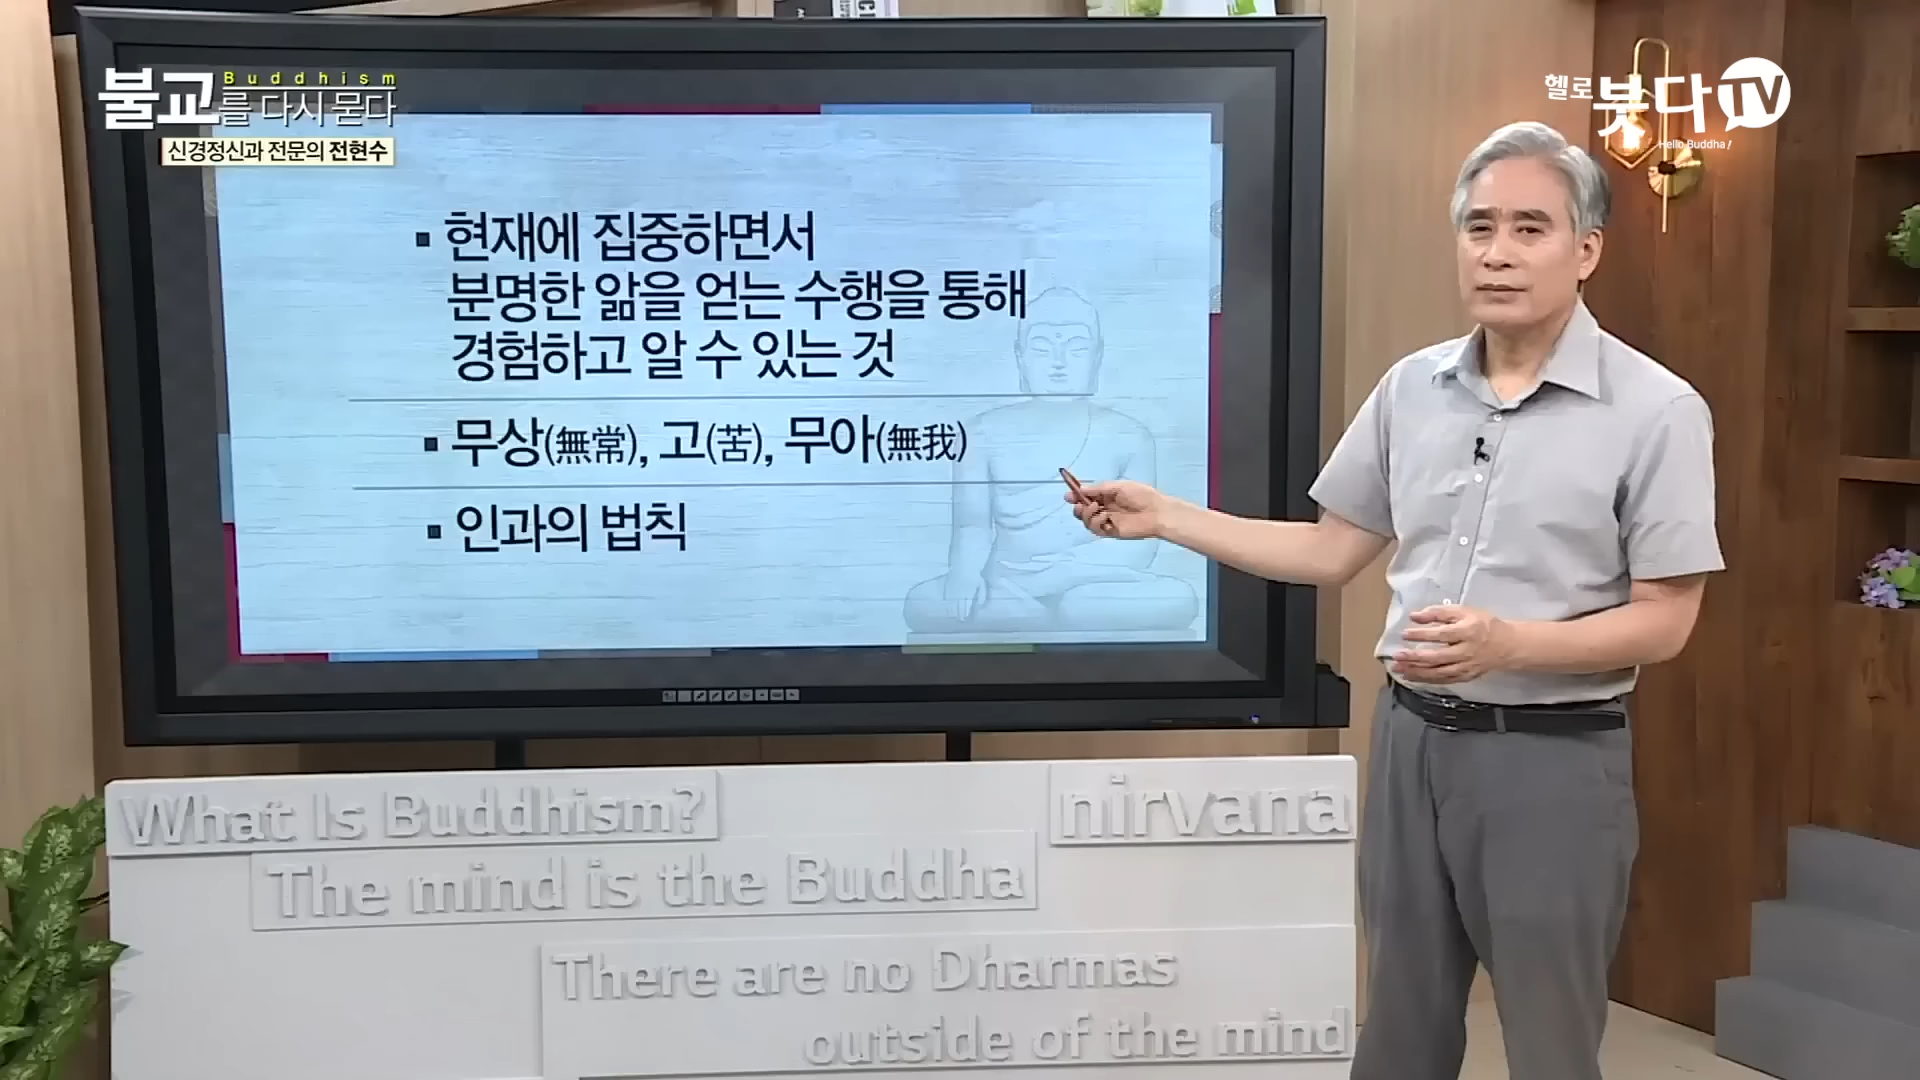 불교를 다시 묻다
Buddhism
신경정신과 전문의 전현수
헬로 붓다 TV
Hello Buddha!
▪ 현재에 집중하면서
분명한 앎을 얻는 수행을 통해
경험하고 알 수 있는 것
▪ 무상(無常), 고(苦), 무아(無我)
▪ 인과의 법칙
What Is Buddhism?
nirvana
The mind is the Buddha
There are no Dharmas
outside of the mind